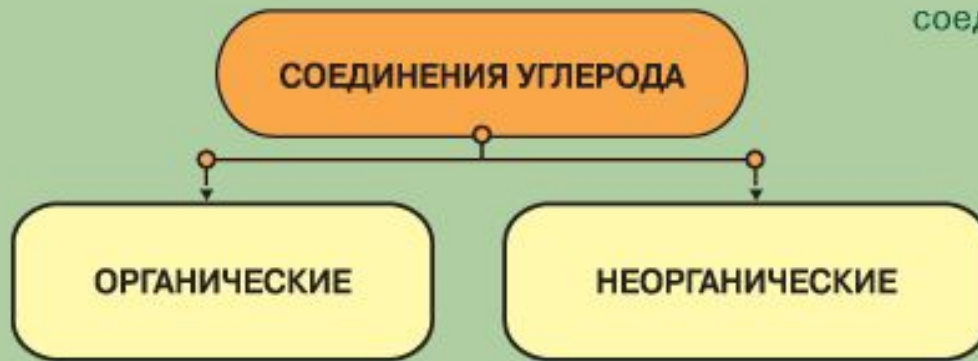 СОЕДИНЕНИЯ УГЛЕРОДА
ОРГАНИЧЕСКИЕ
НЕОРГАНИЧЕСКИЕ